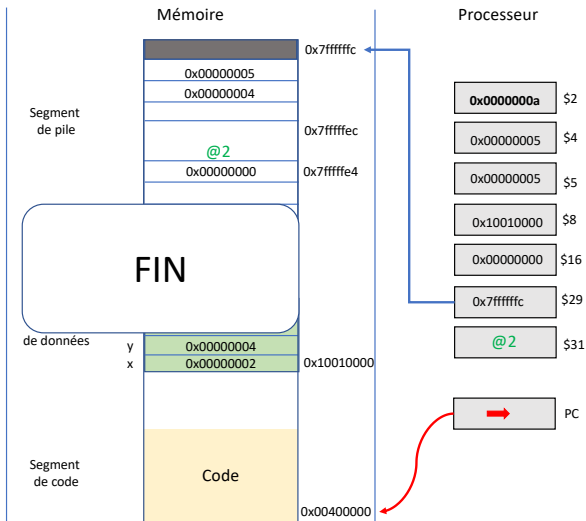 Mémoire
Processeur
0x7ffffffc
0x00000005
0x00000004
Segment
de pile
0x7fffffec
@2
0x00000000
0x7fffffe4
FIN
de données
y
0x00000004
x
0x00000002
0x10010000
Segment
de code
Code
0x00400000
0x0000000a
$2
0x00000005
$4
0x00000005
$5
0x10010000
$8
0x00000000
$16
0x7ffffffc
$29
@2
$31
PC